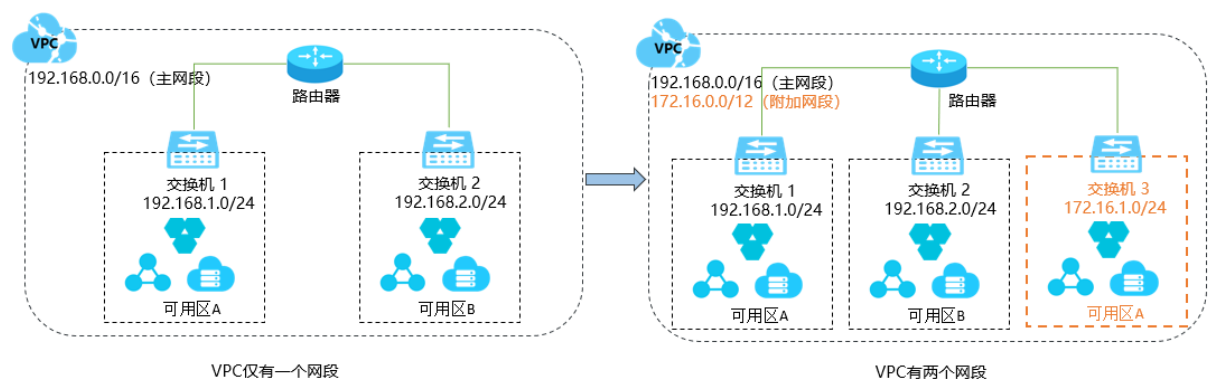 VPC
192.168.0.0/16（主网段）
路由器
交换机 1
192.168.1.0/24
可用区A
交换机 2
192.168.2.0/24
可用区B
VPC仅有一个网段
VPC
192.168.0.0/16（主网段）
172.16.0.0/12（附加网段）
路由器
交换机 1
192.168.1.0/24
可用区A
交换机 2
192.168.2.0/24
可用区B
交换机 3
172.16.1.0/24
可用区A
VPC有两个网段